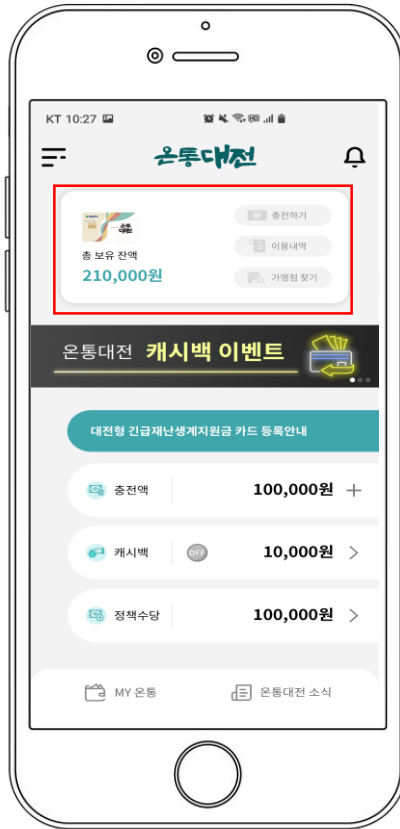 KT 10:27
온통대전
총 보유 잔액
210,000원
충전하기
이용내역
가맹점 찾기
온통대전 캐시백 이벤트
대전형 긴급재난생계지원금 카드 등록안내
충전액 100,000원
캐시백 OFF 10,000원
정책수당 100,000원
MY 온통
온통대전 소식